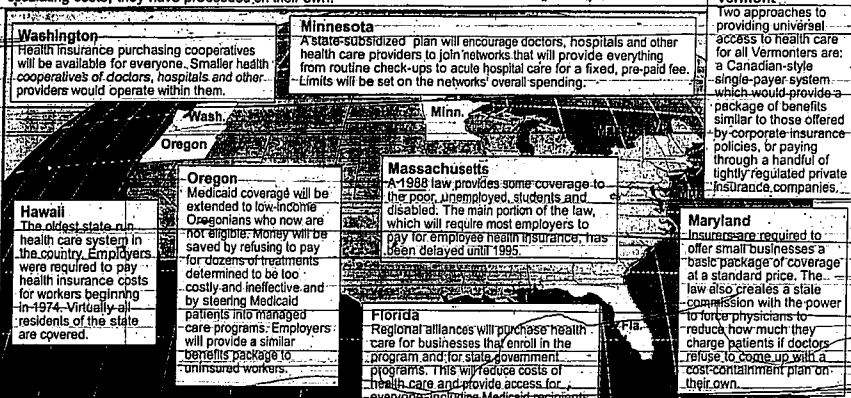 speaking costs, they have proceeded on their own.
Washington
Health insurance purchasing cooperatives
will be available for everyone. Smaller health
cooperatives of doctors, hospitals and other
providers would operate within them.
Minnesota
A state-subsidized plan will encourage doctors, hospitals and other
health care providers to join networks that will provide everything
from routine check-ups to acute hospital care for a fixed, pre-paid fee.
Limits will be set on the networks' overall spending.
Vermont
Two approaches to
providing universal
access to health care
for all Vermonters are:
a Canadian-style
single-payer system
which would provide a
package of benefits
similar to those offered
by corporate insurance
policies, or paying
through a handful of
tightly regulated private
insurance companies.
Wash.
Oregon
Minn.
Hawaii
The oldest state-run
health care system in
the country. Employers
were required to pay
health insurance costs
for workers beginning
in 1974. Virtually all
residents of the state
are covered.
Oregon
Medicaid coverage will be
extended to low-income
Oregonians who now are
not eligible. Money will be
saved by refusing to pay
for dozens of treatments
determined to be too
costly and ineffective and
by steering Medicaid
patients into managed
care programs. Employers
will provide a similar
benefits package to
uninsured workers.
Massachusetts
A 1988 law provides some coverage to
the poor, unemployed, students and
disabled. The main portion of the law,
which will require most employers to
pay for employee health insurance, has
been delayed until 1995.
Florida
Regional alliances will purchase health
care for businesses that enroll in the
program and for state government
programs. This will reduce costs of
health care and provide access for
everyone, including Medicaid recipients
Fla.
Maryland
Insurers are required to
offer small businesses a
basic package of coverage
at a standard price. The
law also creates a state
commission with the power
to force physicians to
reduce how much they
charge patients if doctors
refuse to come up with a
cost-containment plan on
their own.